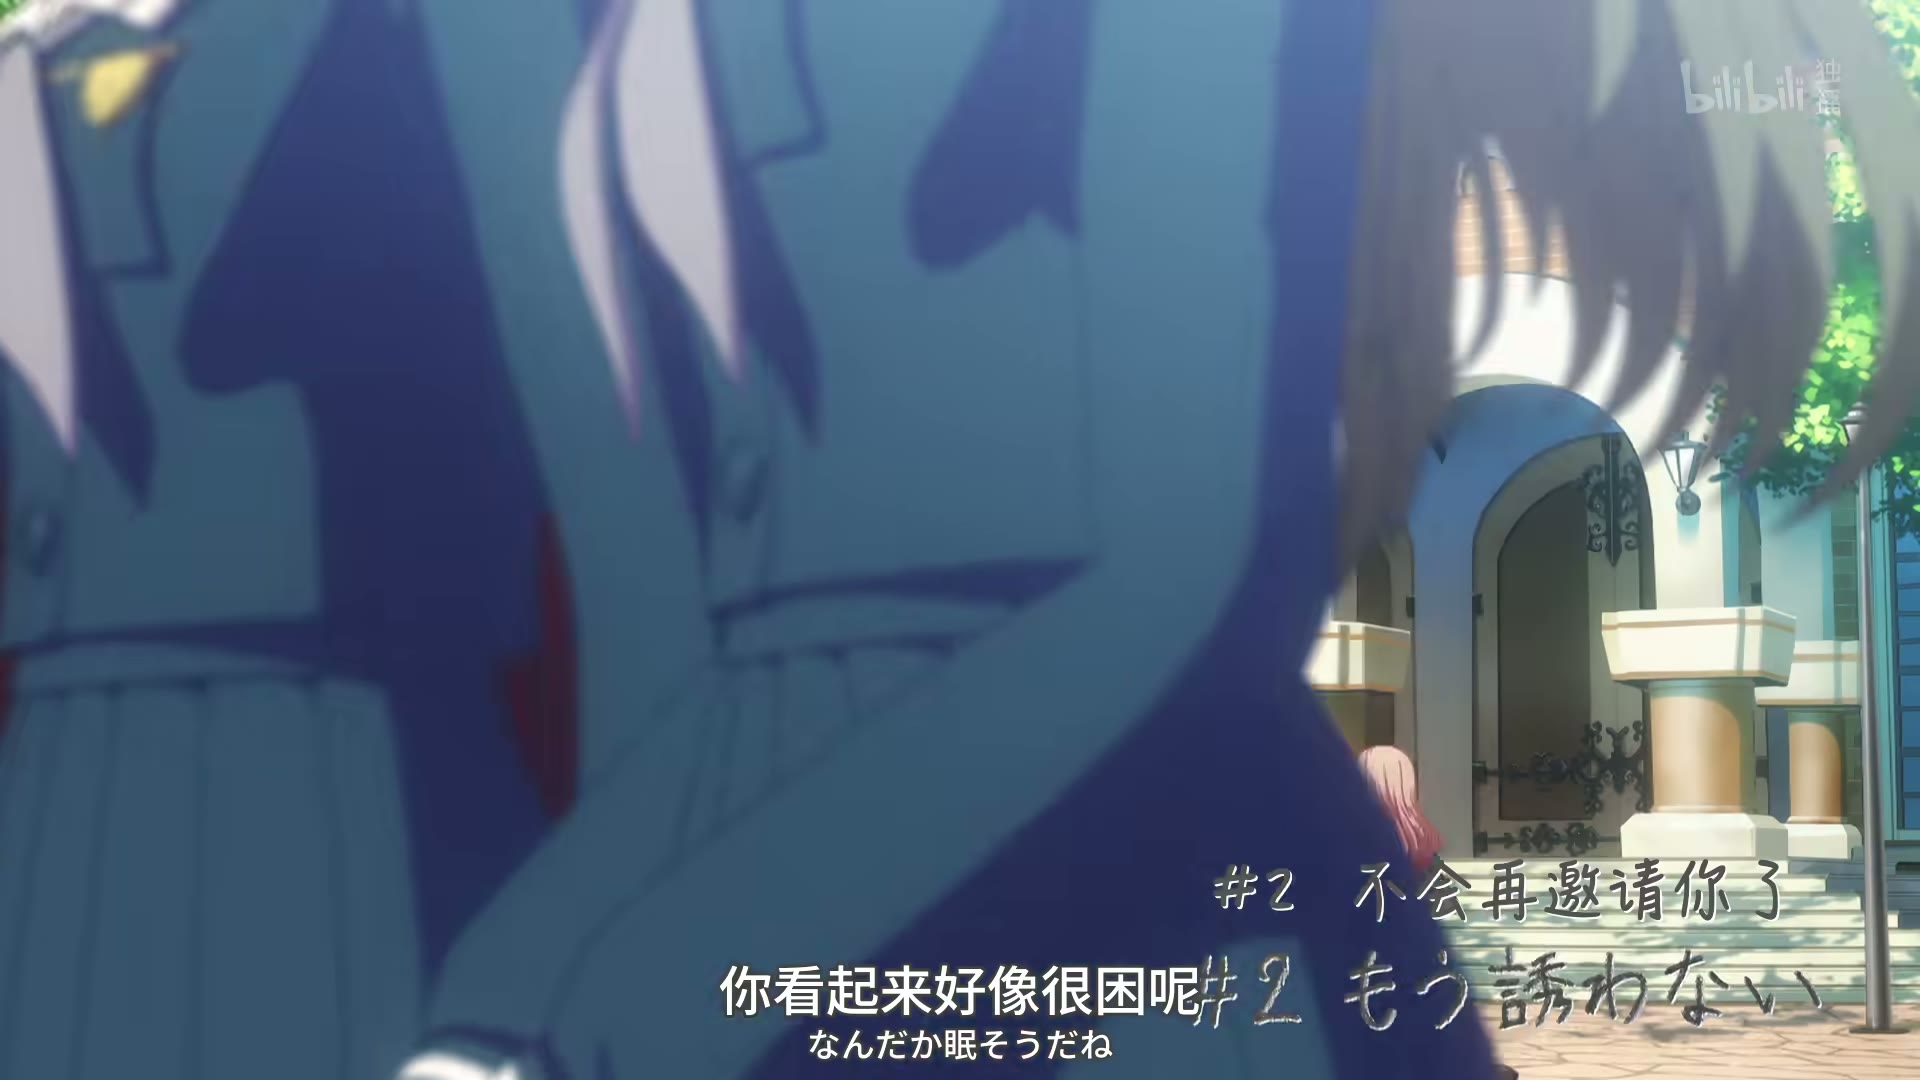 bilibili 独播
#2 不会再邀请你了
#2 もう誘わない
你看起来好像很困呢
なんだか眠そうだね